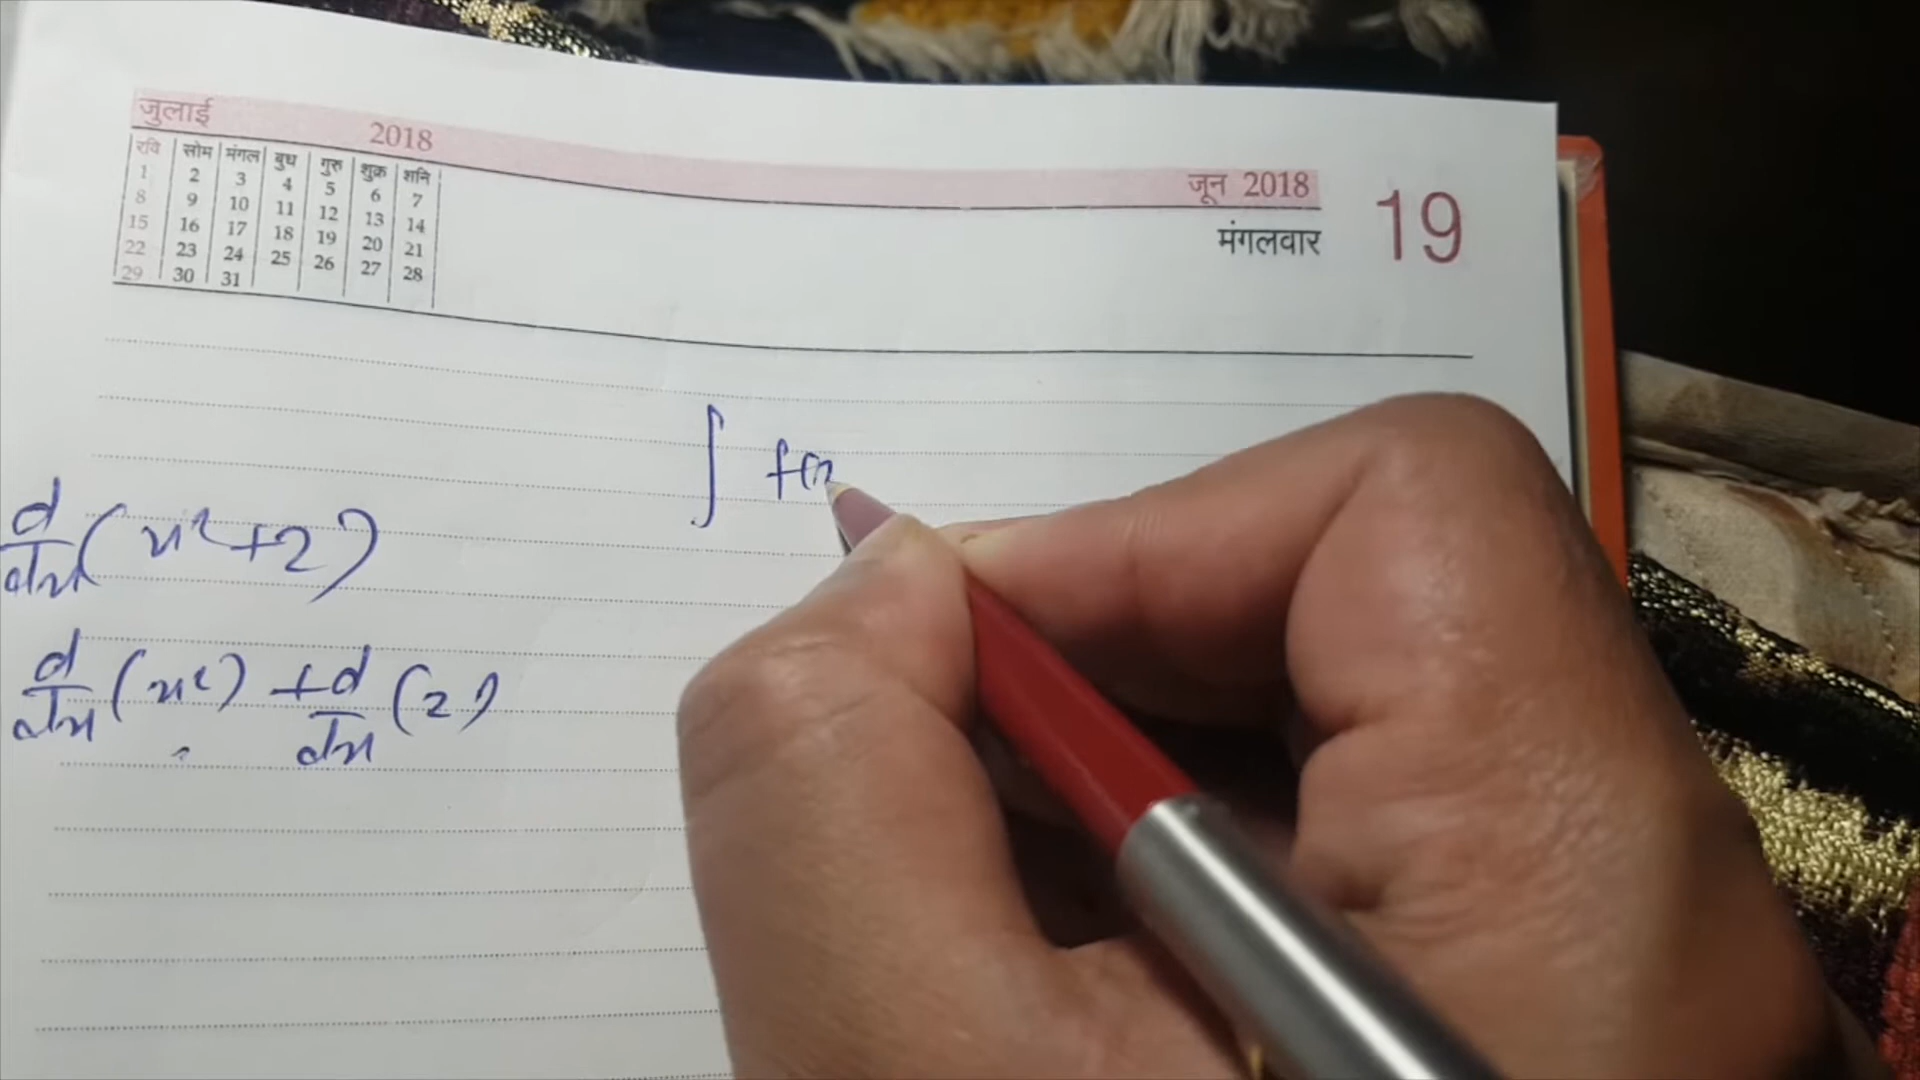 जुलाई 2018
रवि सोम मंगल बुध गुरु शुक्र शनि
1 2 3 4 5 6 7
8 9 10 11 12 13 14
15 16 17 18 19 20 21
22 23 24 25 26 27 28
29 30 31
जून 2018
मंगलवार
19
∫ f(x
d/dx (x²+2)
d/dx (x²) + d/dx (2)